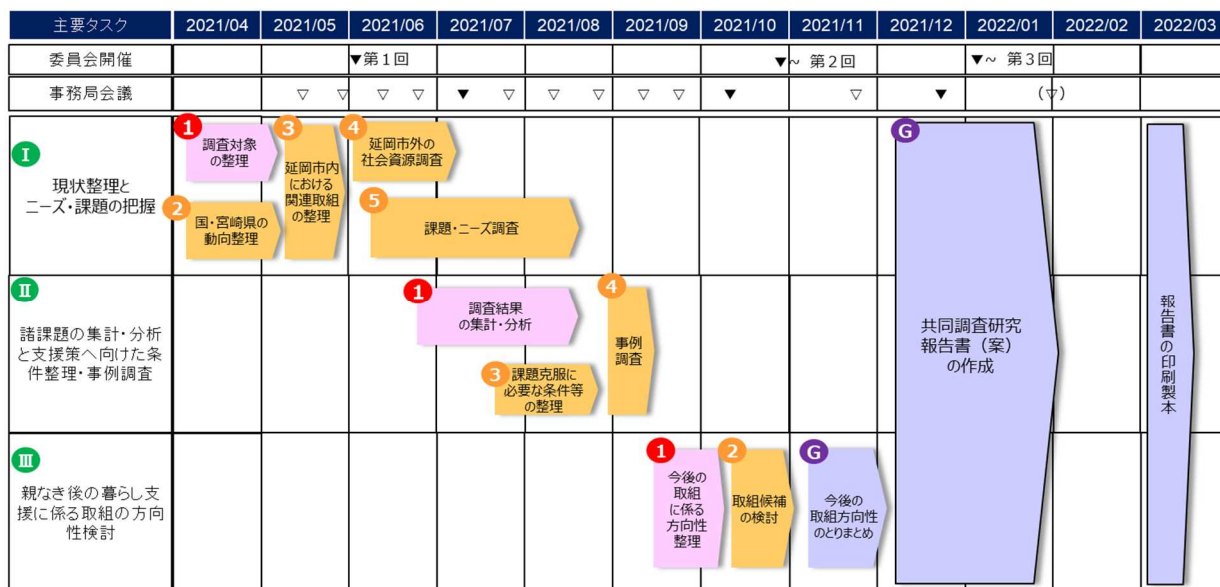 主要タスク 2021/04 2021/05 2021/06 2021/07 2021/08 2021/09 2021/10 2021/11 2021/12 2022/01 2022/02 2022/03
委員会開催 ▼第1回 ▼~ 第2回 ▼~ 第3回
事務局会議 ▽ ▽ ▽ ▽ ▼ ▽ ▽ ▽ ▽ ▽ ▼ ▽ ▼ (▽)
Ⅰ
現状整理と
ニーズ・課題の把握
1
調査対象
の整理
2
国・宮崎県の
動向整理
3
延岡市内
における
関連取組
の整理
4
延岡市外の
社会資源調査
5
課題・ニーズ調査
Ⅱ
諸課題の集計・分析
と支援策へ向けた条
件整理・事例調査
1
調査結果
の集計・分析
3
課題克服に
必要な条件等
の整理
4
事例
調査
Ⅲ
親なき後の暮らし支
援に係る取組の方向
性検討
1
今後の
取組
に係る
方向性
整理
2
取組候補
の検討
G
今後の
取組方向性
のとりまとめ
G
共同調査研究
報告書（案）
の作成
報告書の印刷製本